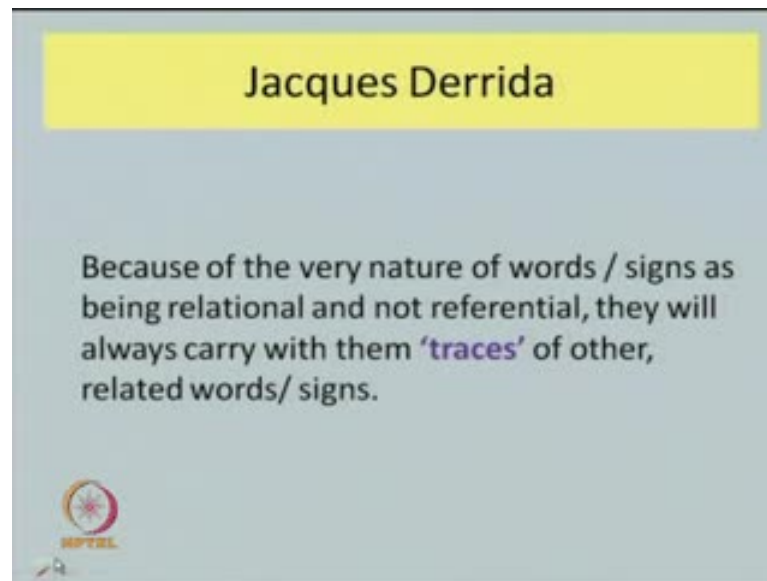 Jacques Derrida
Because of the very nature of words / signs as
being relational and not referential, they will
always carry with them ‘traces’ of other,
related words/ signs.
NPTEL